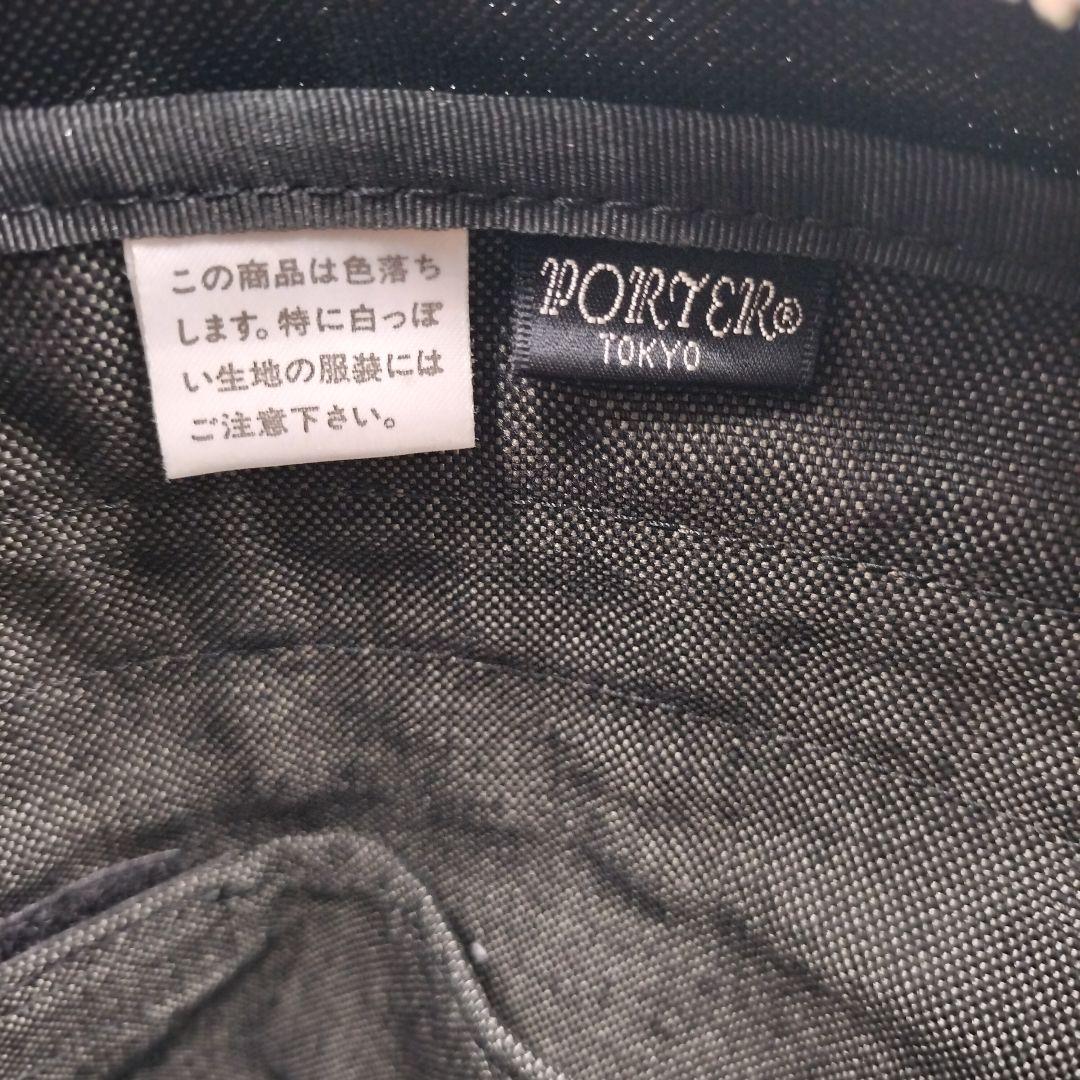 この商品は色落ち
します。特に白っぽ
い生地の服装には
ご注意下さい。
PORTER®
TOKYO